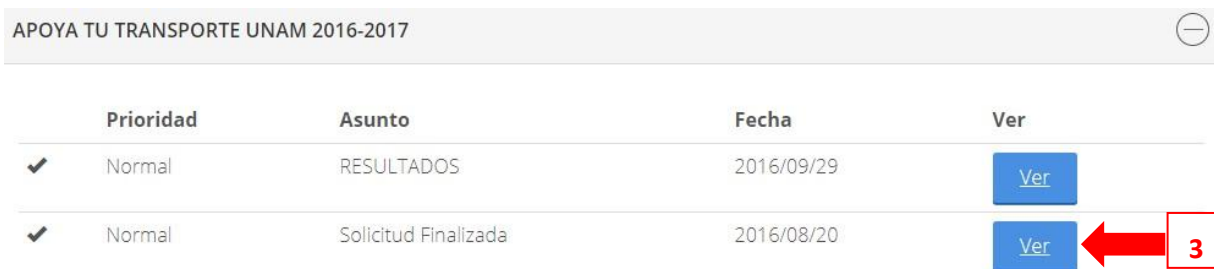 APOYA TU TRANSPORTE UNAM 2016-2017
Prioridad Asunto Fecha Ver
Normal RESULTADOS 2016/09/29 Ver
Normal Solicitud Finalizada 2016/08/20 Ver 3